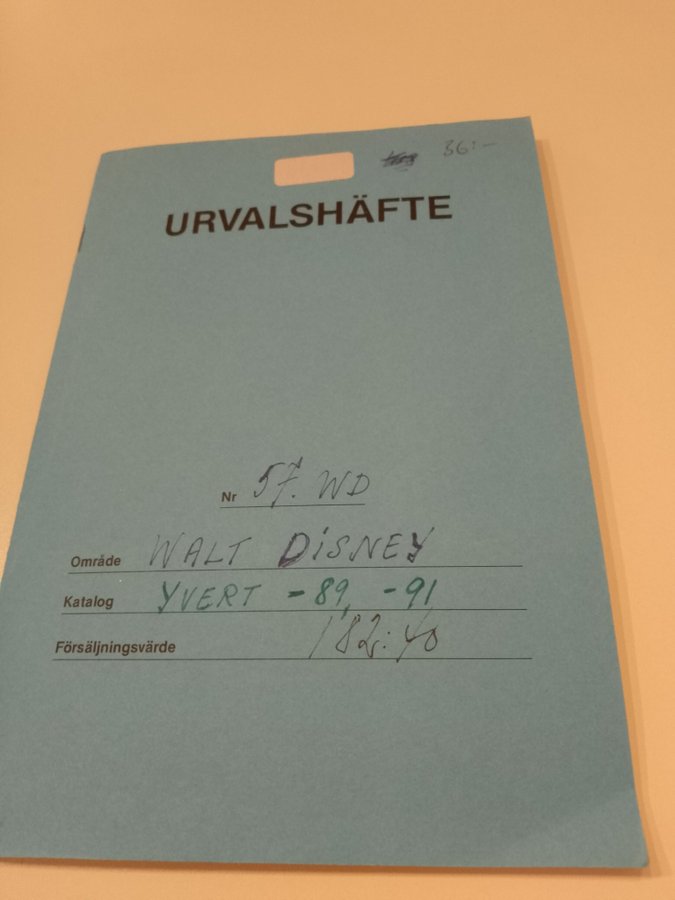 36:-
URVALSHÄFTE
Nr 57. WD
Område WALT DiSNEY
Katalog YVERT -89, -91
Försäljningsvärde 182:40